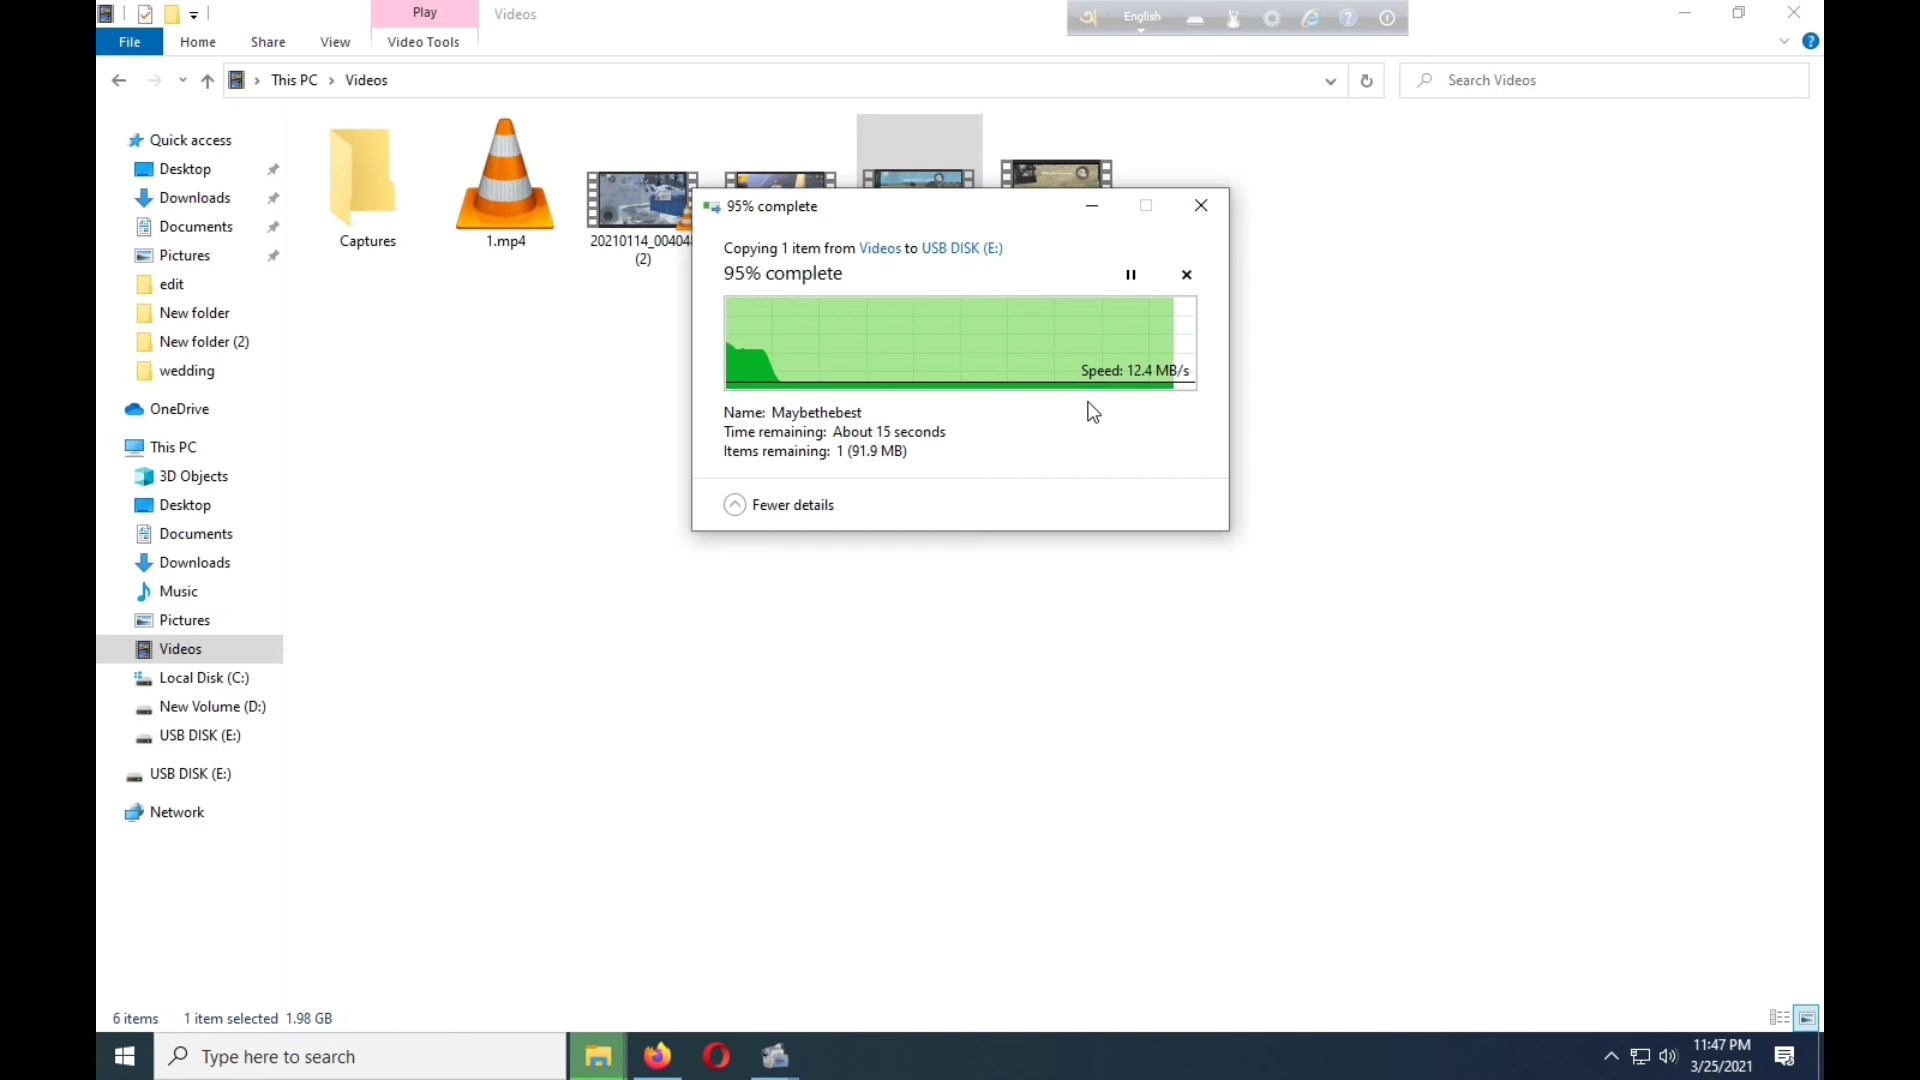 Play
Videos
English
File
Home
Share
View
Video Tools
This PC
Videos
Search Videos
Quick access
Desktop
Downloads
Documents
Pictures
edit
New folder
New folder (2)
wedding
OneDrive
This PC
3D Objects
Desktop
Documents
Downloads
Music
Pictures
Videos
Local Disk (C:)
New Volume (D:)
USB DISK (E:)
USB DISK (E:)
Network
Captures
1.mp4
(2)
95% complete
Copying 1 item from Videos to USB DISK (E:)
95% complete
Speed: 12.4 MB/s
Name: Maybethebest
Time remaining: About 15 seconds
Items remaining: 1 (91.9 MB)
Fewer details
6 items 1 item selected 1.98 GB
Type here to search
11:47 PM
3/25/2021